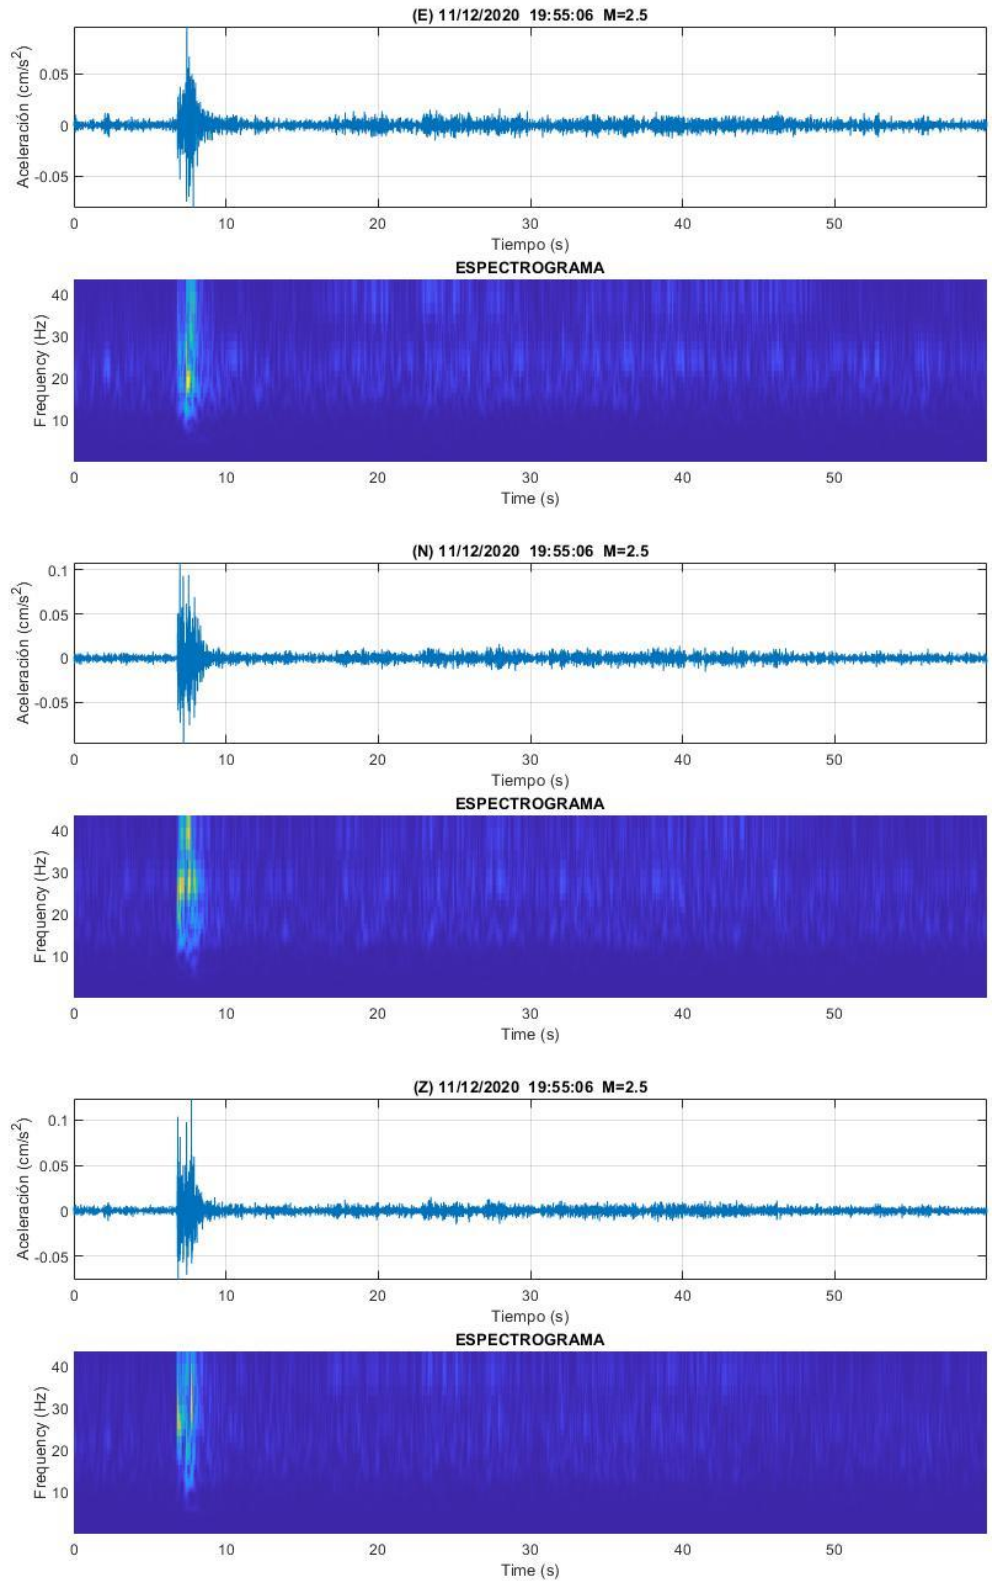 (E) 11/12/2020 19:55:06 M=2.5
Aceleración (cm/s²)
0.05
0
-0.05
0 10 20 30 40 50
Tiempo (s)
ESPECTROGRAMA
Frequency (Hz)
40
30
20
10
0 10 20 30 40 50
Time (s)
(N) 11/12/2020 19:55:06 M=2.5
Aceleración (cm/s²)
0.1
0.05
0
-0.05
0 10 20 30 40 50
Tiempo (s)
ESPECTROGRAMA
Frequency (Hz)
40
30
20
10
0 10 20 30 40 50
Time (s)
(Z) 11/12/2020 19:55:06 M=2.5
Aceleración (cm/s²)
0.1
0.05
0
-0.05
0 10 20 30 40 50
Tiempo (s)
ESPECTROGRAMA
Frequency (Hz)
40
30
20
10
0 10 20 30 40 50
Time (s)